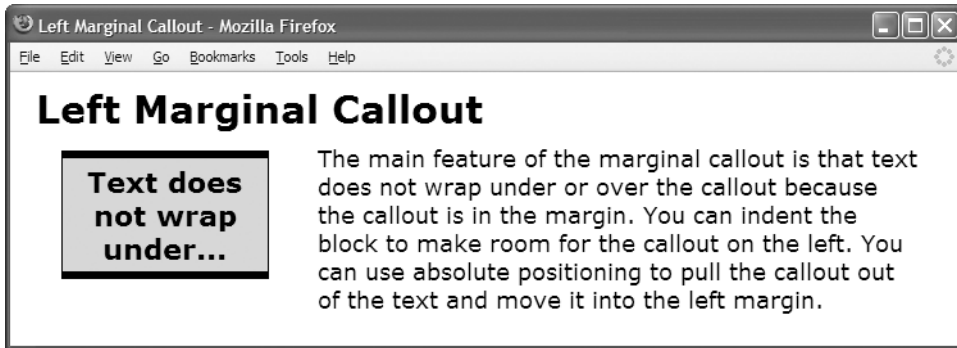 Left Marginal Callout - Mozilla Firefox
File Edit View Go Bookmarks Tools Help
Left Marginal Callout
Text does
not wrap
under...
The main feature of the marginal callout is that text
does not wrap under or over the callout because
the callout is in the margin. You can indent the
block to make room for the callout on the left. You
can use absolute positioning to pull the callout out
of the text and move it into the left margin.